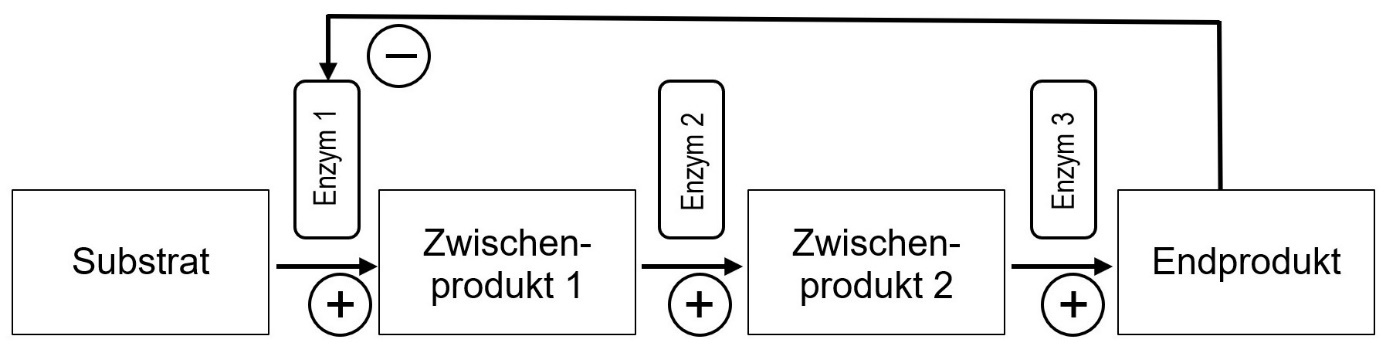 −
Enzym 1
Enzym 2
Enzym 3
Substrat
Zwischen-
produkt 1
Zwischen-
produkt 2
Endprodukt
+
+
+